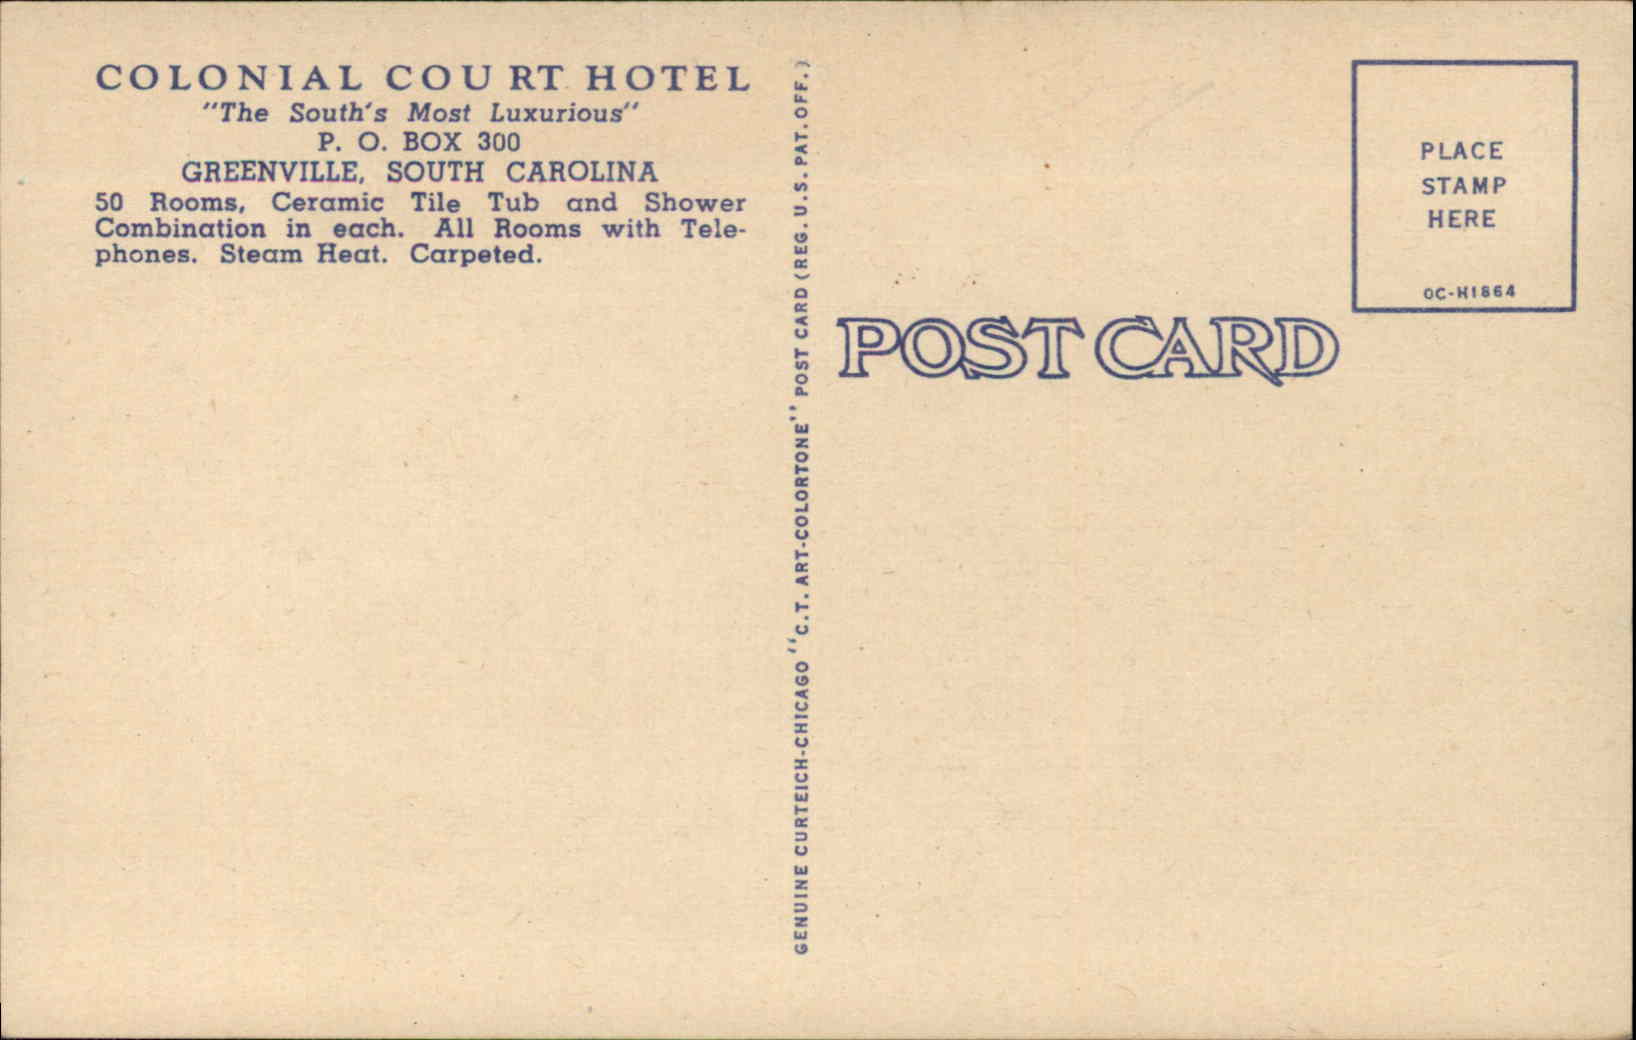 COLONIAL COURT HOTEL
"The South's Most Luxurious"
P. O. BOX 300
GREENVILLE, SOUTH CAROLINA
50 Rooms, Ceramic Tile Tub and Shower
Combination in each. All Rooms with Tele-
phones. Steam Heat. Carpeted.
GENUINE CURTEICH-CHICAGO "C.T. ART-COLORTONE" POST CARD (REG. U.S. PAT. OFF.)
POST CARD
PLACE
STAMP
HERE
OC-H1864